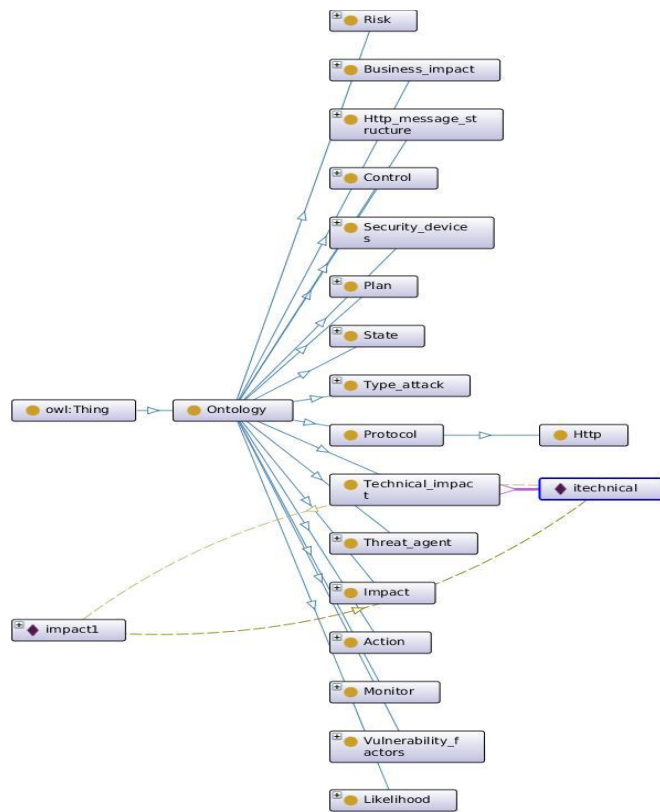 Risk
Business_impact
Http_message_st
ructure
Control
Security_device
s
Plan
State
Type_attack
owl:Thing
Ontology
Protocol
Http
Technical_impac
t
itechnical
Threat_agent
Impact
impact1
Action
Monitor
Vulnerability_f
actors
Likelihood